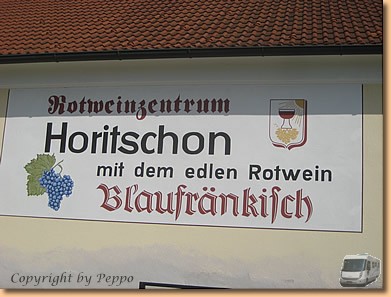 Rotweinzentrum
Horitschon
mit dem edlen Rotwein
Blaufränkisch
Copyright by Peppo